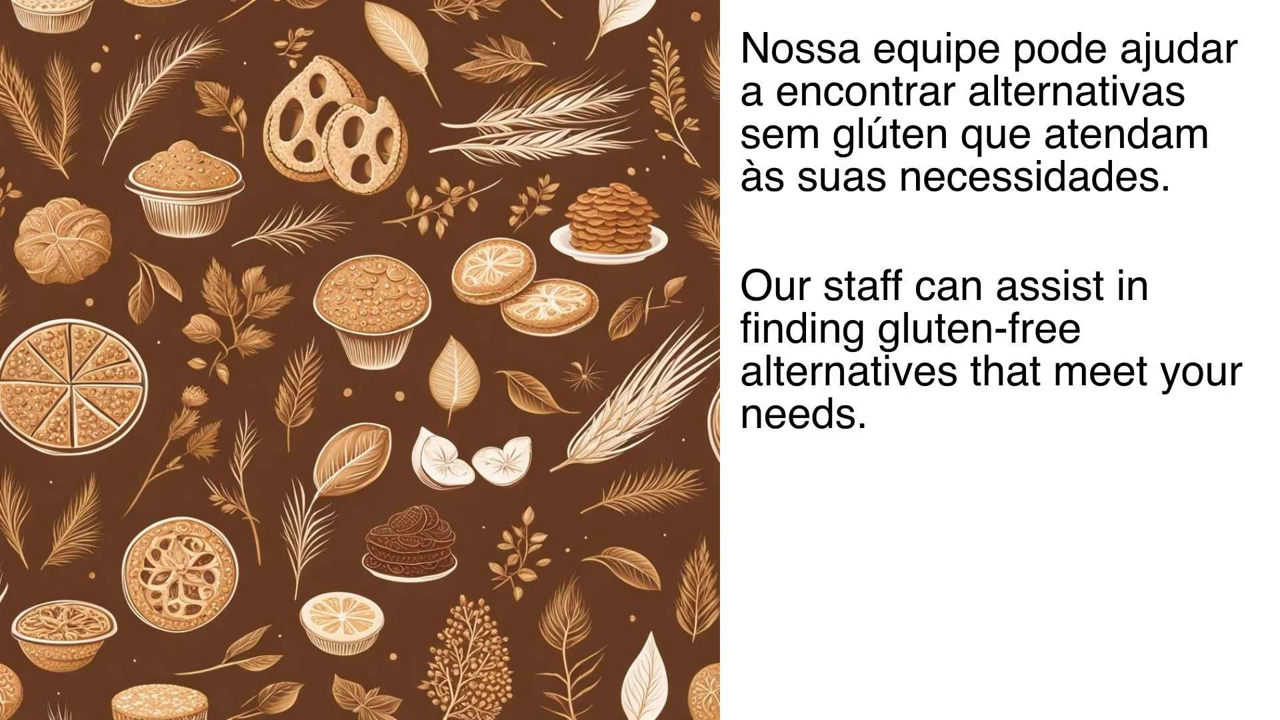 Nossa equipe pode ajudar
a encontrar alternativas
sem glúten que atendam
às suas necessidades.
Our staff can assist in
finding gluten-free
alternatives that meet your
needs.